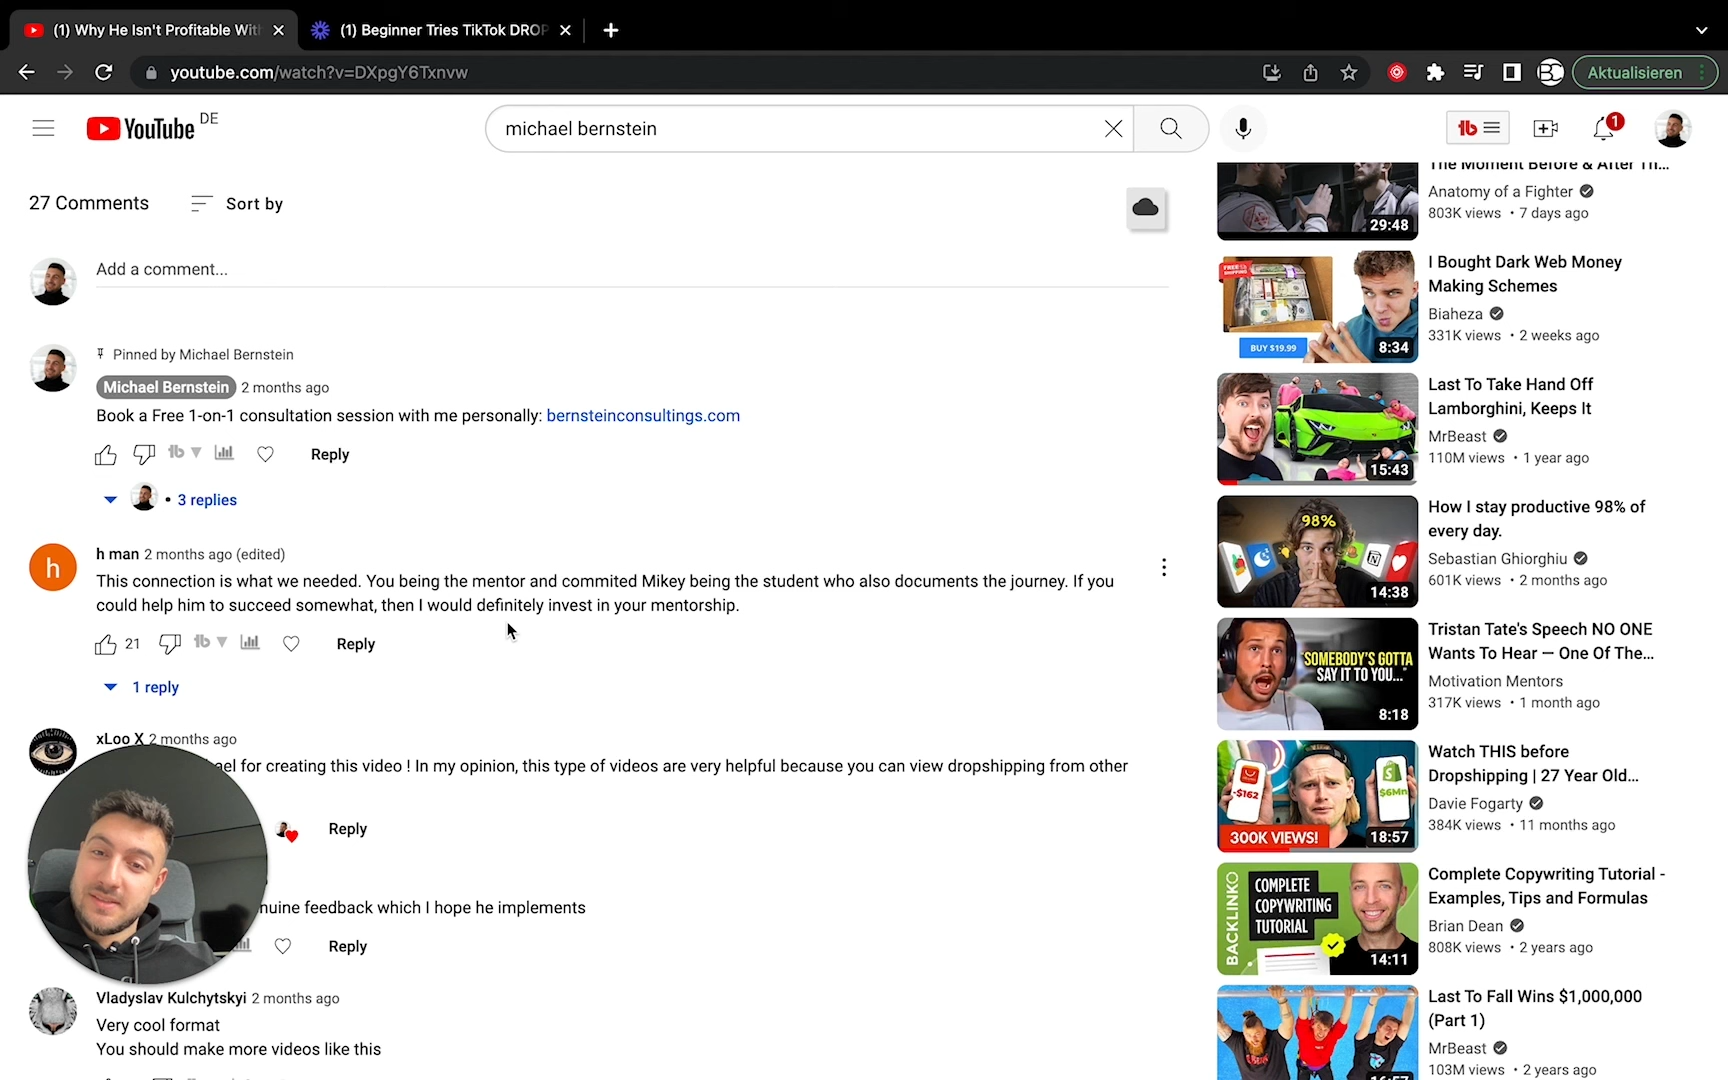 (1) Why He Isn't Profitable With
(1) Beginner Tries TikTok DROP
youtube.com/watch?v=DXpgY6Txnvw
Aktualisieren
YouTube DE
michael bernstein
1
27 Comments
Sort by
Add a comment...
Pinned by Michael Bernstein
Michael Bernstein 2 months ago
Book a Free 1-on-1 consultation session with me personally: bernsteinconsultings.com
Reply
• 3 replies
h
h man 2 months ago (edited)
This connection is what we needed. You being the mentor and commited Mikey being the student who also documents the journey. If you
could help him to succeed somewhat, then I would definitely invest in your mentorship.
21
Reply
1 reply
xLoo X 2 months ago
ael for creating this video ! In my opinion, this type of videos are very helpful because you can view dropshipping from other
Reply
nuine feedback which I hope he implements
Reply
Vladyslav Kulchytskyi 2 months ago
Very cool format
You should make more videos like this
The Moment Before & After Th...
Anatomy of a Fighter
803K views • 7 days ago
29:48
I Bought Dark Web Money
Making Schemes
Biaheza
331K views • 2 weeks ago
BUY $19.99
8:34
Last To Take Hand Off
Lamborghini, Keeps It
MrBeast
110M views • 1 year ago
15:43
How I stay productive 98% of
every day.
Sebastian Ghiorghiu
601K views • 2 months ago
98%
14:38
Tristan Tate's Speech NO ONE
Wants To Hear — One Of The...
Motivation Mentors
317K views • 1 month ago
"SOMEBODY'S GOTTA
SAY IT TO YOU..."
8:18
Watch THIS before
Dropshipping | 27 Year Old...
Davie Fogarty
384K views • 11 months ago
-$162
$6Mn
300K VIEWS!
18:57
Complete Copywriting Tutorial -
Examples, Tips and Formulas
Brian Dean
808K views • 2 years ago
BACKLINKO
COMPLETE
COPYWRITING
TUTORIAL
14:11
Last To Fall Wins $1,000,000
(Part 1)
MrBeast
103M views • 2 years ago
16:57